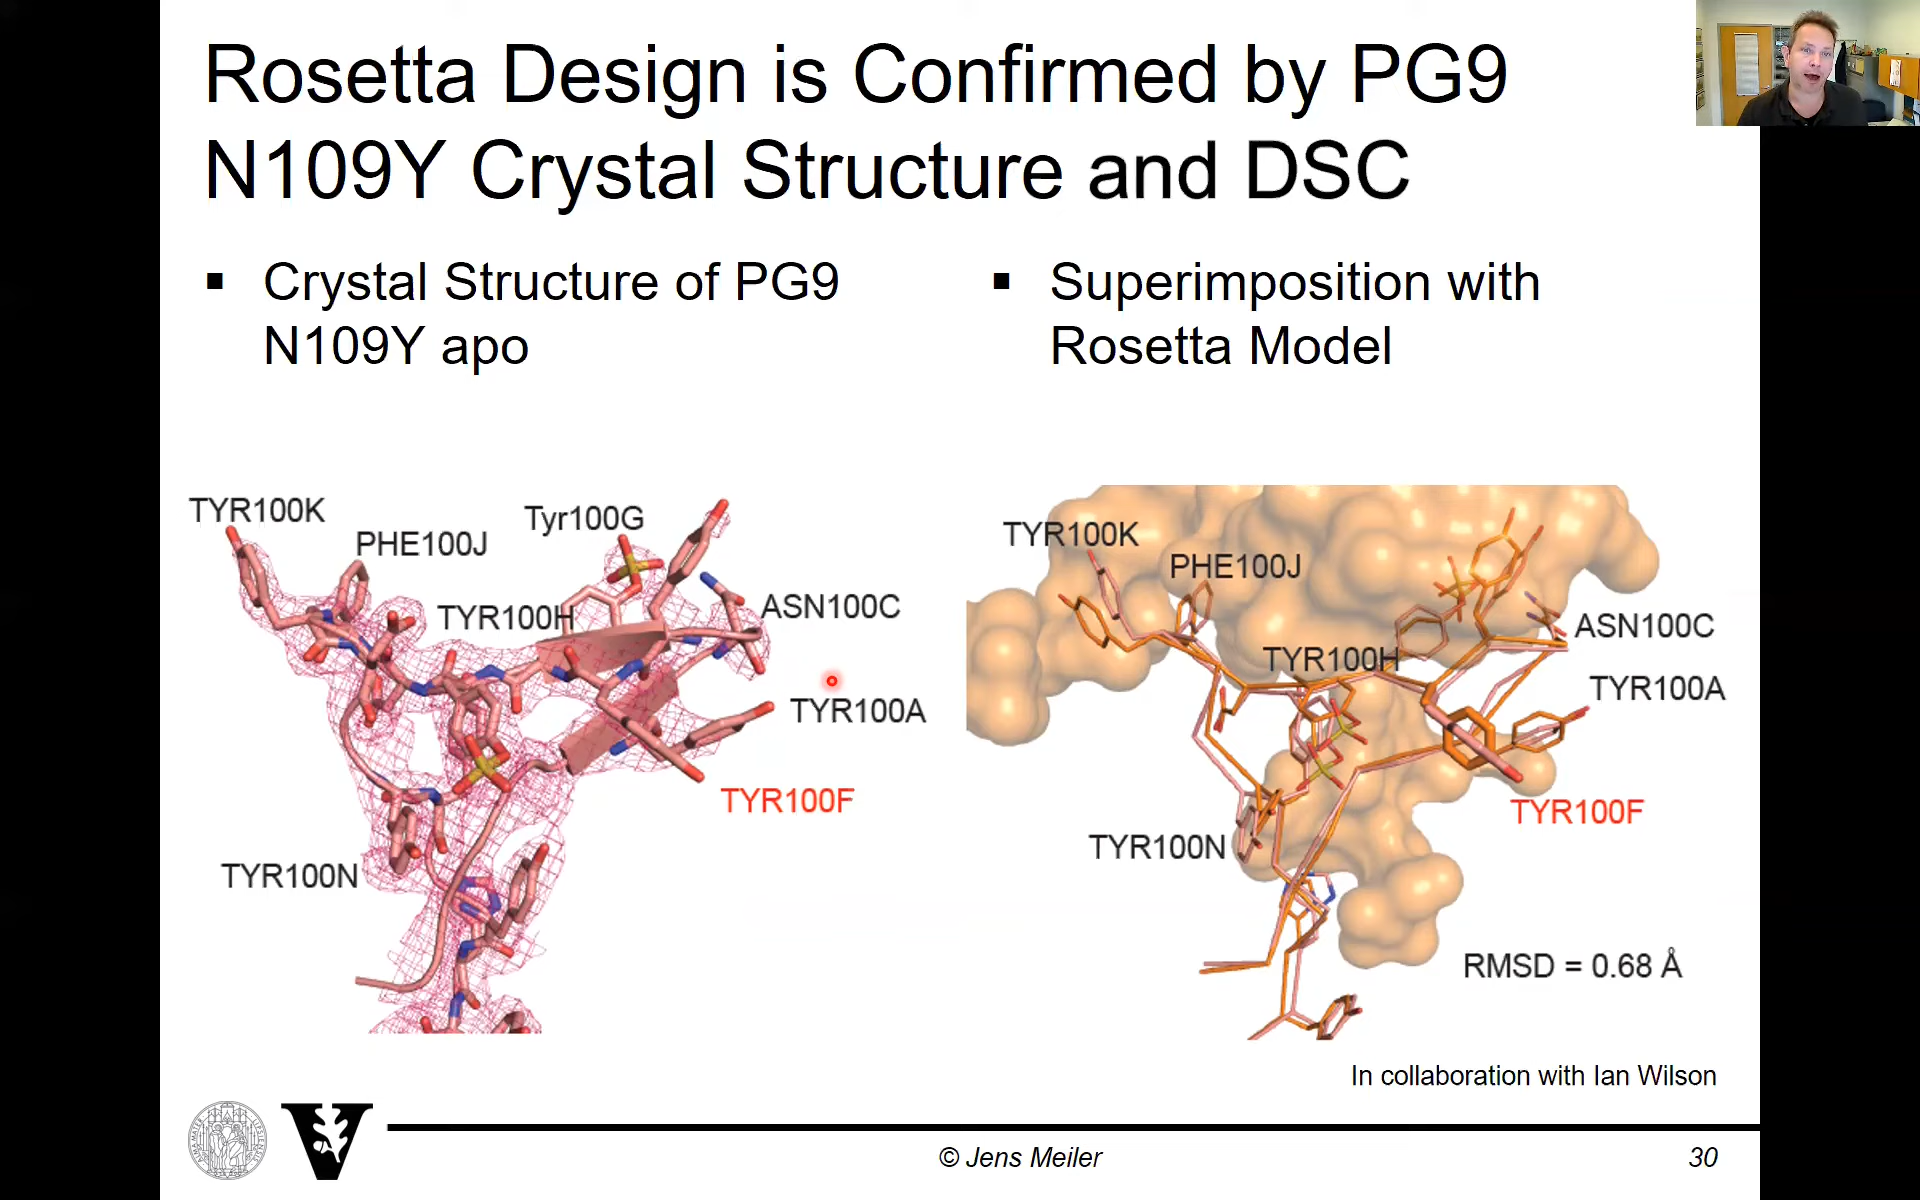 Rosetta Design is Confirmed by PG9
N109Y Crystal Structure and DSC
▪ Crystal Structure of PG9
N109Y apo
▪ Superimposition with
Rosetta Model
TYR100K
PHE100J
Tyr100G
TYR100H
ASN100C
TYR100A
TYR100F
TYR100N
TYR100K
PHE100J
TYR100H
ASN100C
TYR100A
TYR100F
TYR100N
RMSD = 0.68 Å
In collaboration with Ian Wilson
V
© Jens Meiler
30